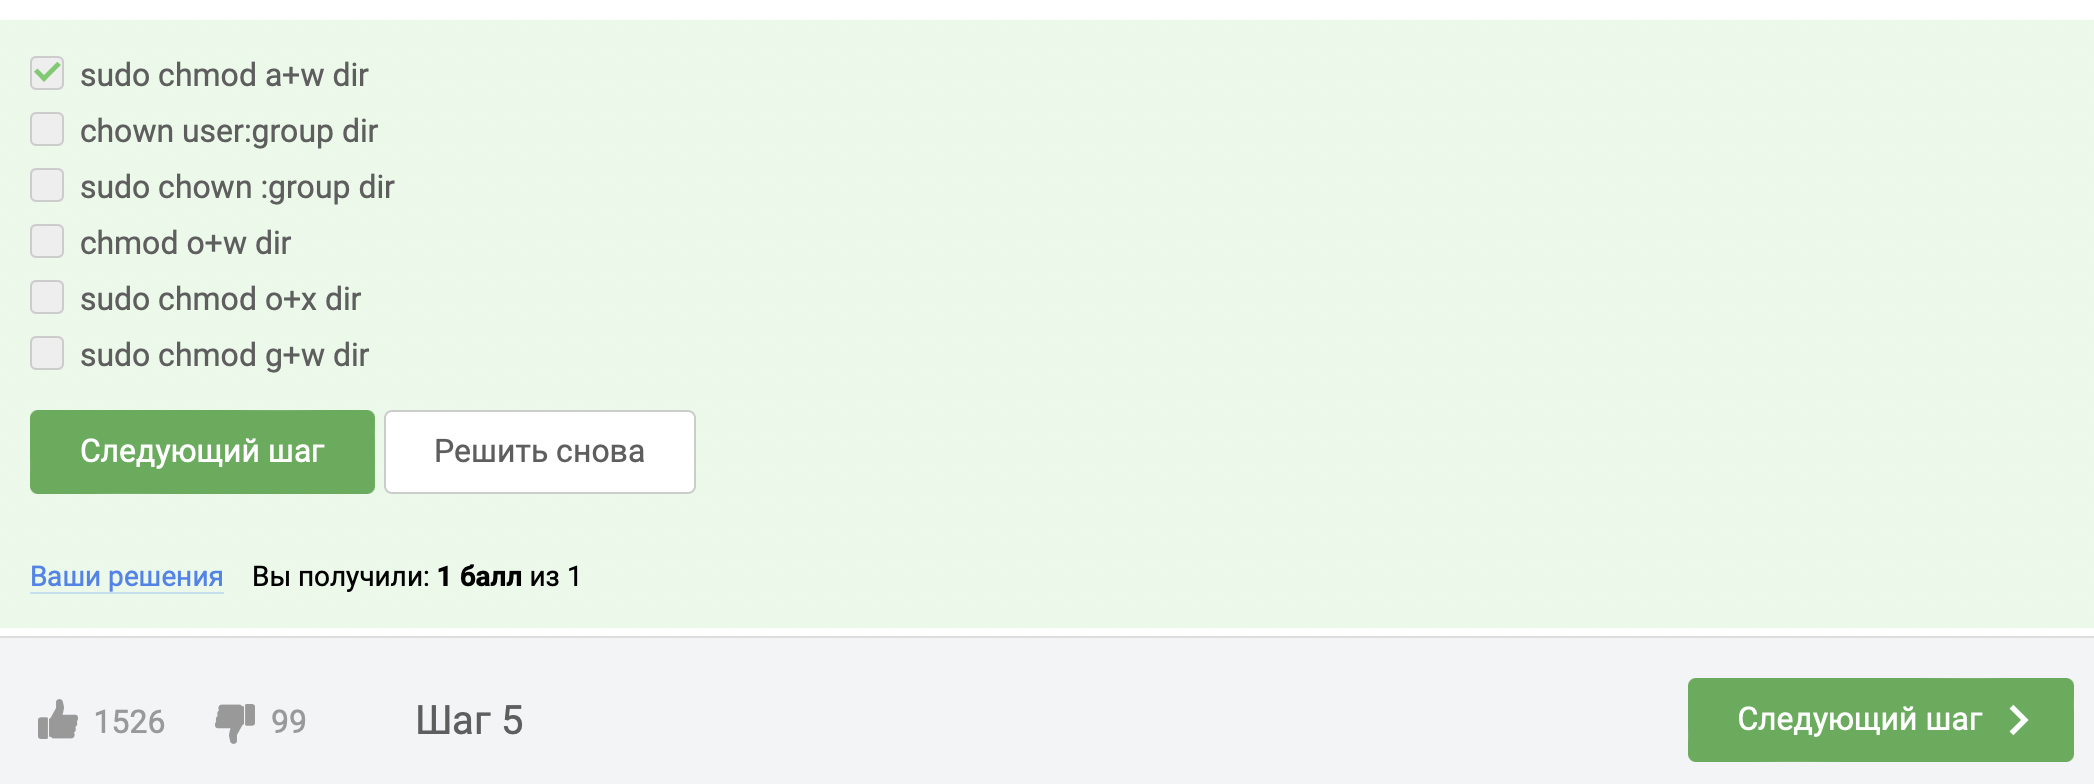 sudo chmod a+w dir
chown user:group dir
sudo chown :group dir
chmod o+w dir
sudo chmod o+x dir
sudo chmod g+w dir
Следующий шаг Решить снова
Ваши решения Вы получили: 1 балл из 1
1526 99 Шаг 5 Следующий шаг